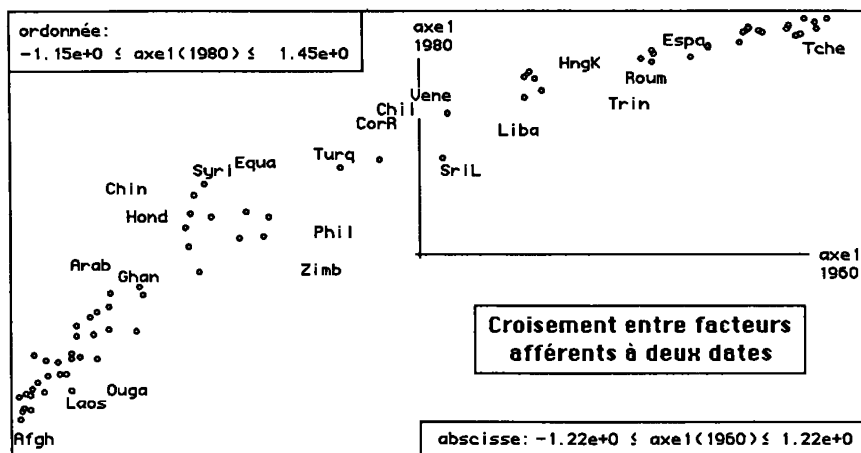 ordonnée:
-1.15e+0 ≤ axe1(1980) ≤ 1.45e+0
axe1
1980
HngK
Espa
Tche
Roum
Vene
Chil
Trin
CorR
Liba
Turq
Equa
Syri
SriL
Chin
Hond
Phil
axe1
1960
Zimb
Arab
Ghan
Croisement entre facteurs
afférents à deux dates
Ouga
Laos
Afgh
abscisse: -1.22e+0 ≤ axe1(1960) ≤ 1.22e+0